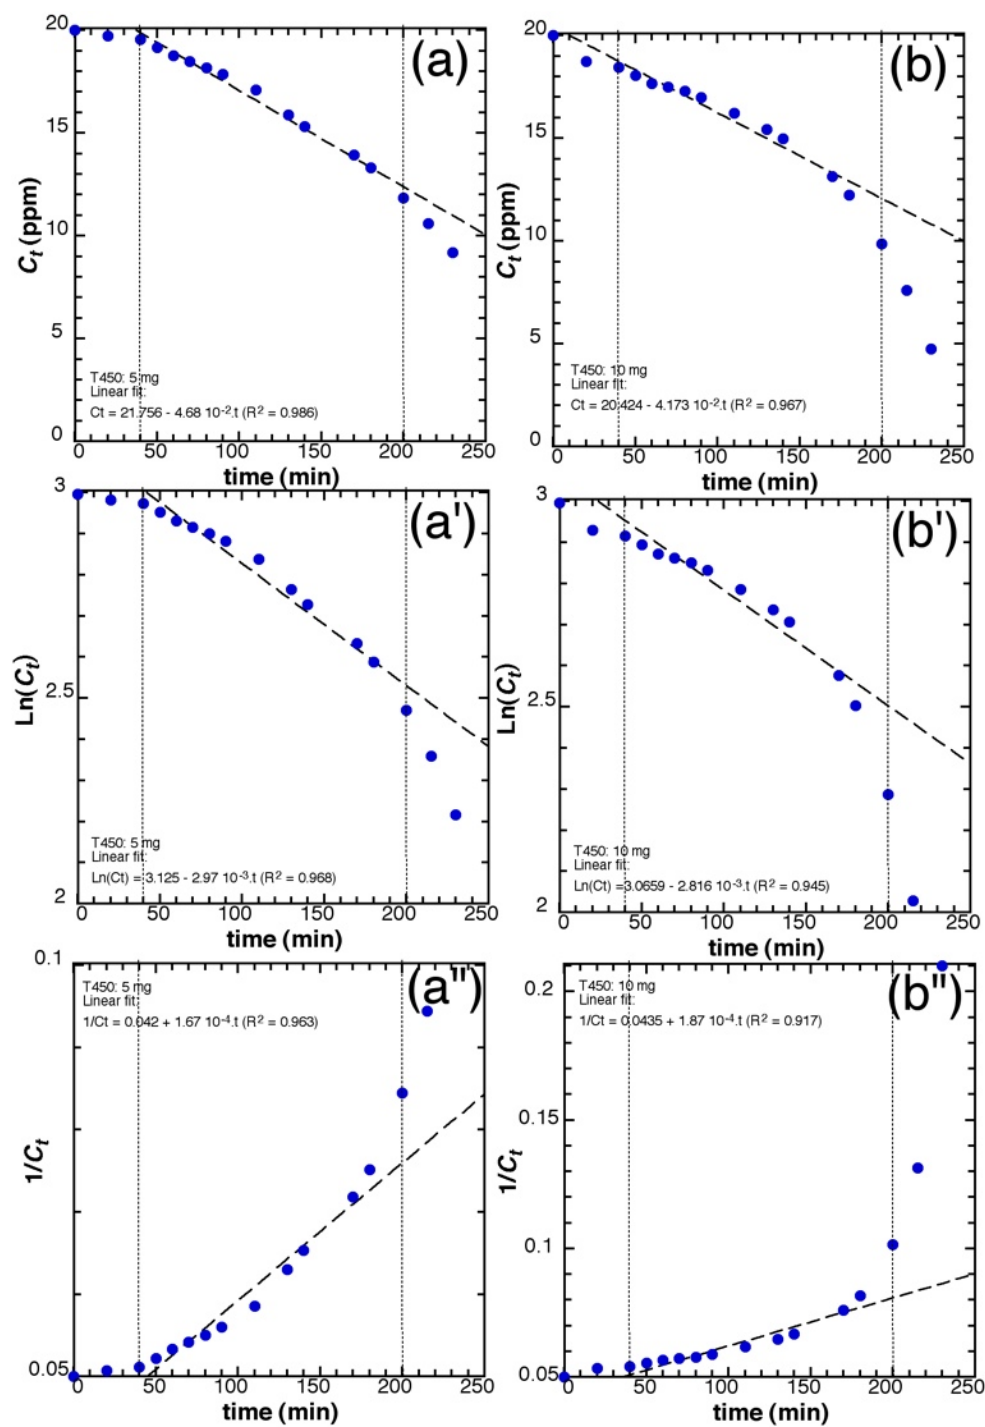 (a)
20
15
10
5
0
Ct (ppm)
T450: 5 mg
Linear fit:
Ct = 21.756 - 4.68 10-2.t (R2 = 0.986)
0 50 100 150 200 250
time (min)
(b)
20
15
10
5
0
Ct (ppm)
T450: 10 mg
Linear fit:
Ct = 20.424 - 4.173 10-2.t (R2 = 0.967)
0 50 100 150 200 250
time (min)
(a')
3
2.5
2
Ln(Ct)
T450: 5 mg
Linear fit:
Ln(Ct) = 3.125 - 2.97 10-3.t (R2 = 0.968)
0 50 100 150 200 250
time (min)
(b')
3
2.5
2
Ln(Ct)
T450: 10 mg
Linear fit:
Ln(Ct) = 3.0659 - 2.816 10-3.t (R2 = 0.945)
0 50 100 150 200 250
time (min)
(a")
0.1
0.05
1/Ct
T450: 5 mg
Linear fit:
1/Ct = 0.042 + 1.67 10-4.t (R2 = 0.963)
0 50 100 150 200 250
time (min)
(b")
0.2
0.15
0.1
0.05
1/Ct
T450: 10 mg
Linear fit:
1/Ct = 0.0435 + 1.87 10-4.t (R2 = 0.917)
0 50 100 150 200 250
time (min)